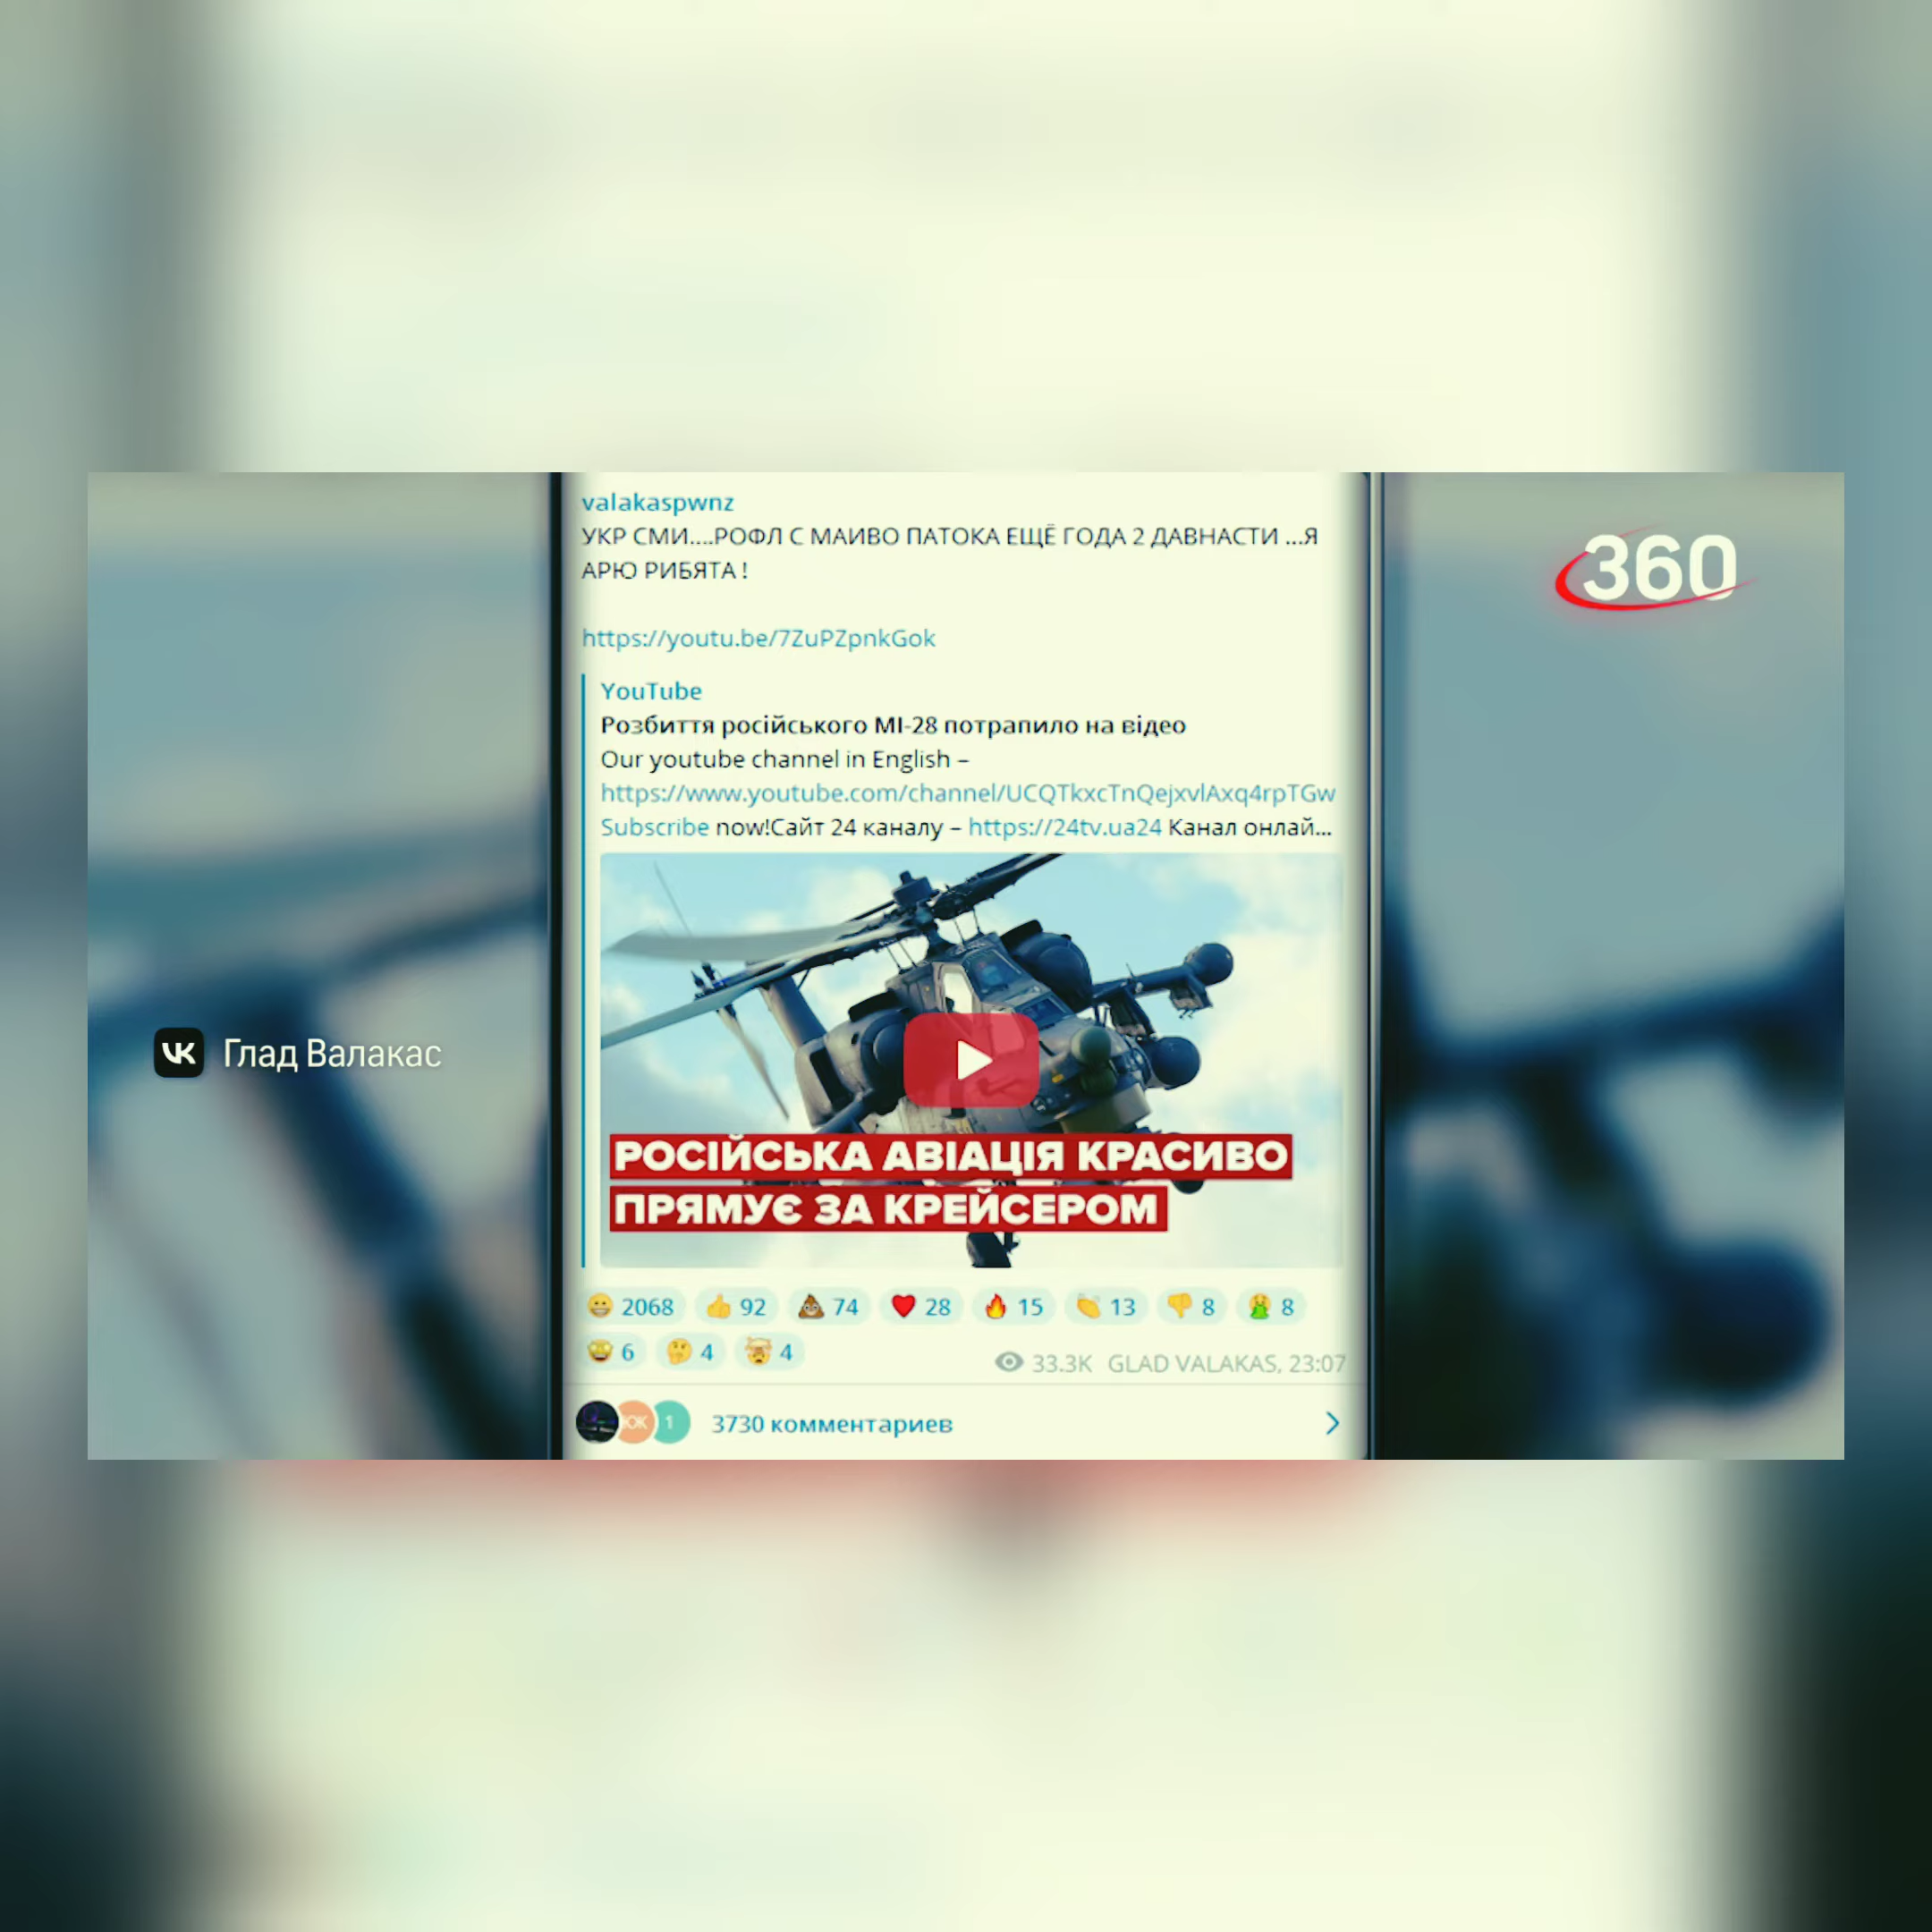 valakaspwnz
УКР СМИ....РОФЛ С МАИВО ПАТОКА ЕЩЁ ГОДА 2 ДАВНАСТИ ...Я
АРЮ РИБЯТА !
https://youtu.be/7ZuPZpnkGok
YouTube
Розбиття російського МІ-28 потрапило на відео
Our youtube channel in English –
https://www.youtube.com/channel/UCQTkxcTnQejxvlAxq4rpTGw
Subscribe now!Сайт 24 каналу – https://24tv.ua24 Канал онлай...
РОСІЙСЬКА АВІАЦІЯ КРАСИВО
ПРЯМУЄ ЗА КРЕЙСЕРОМ
2068 92 74 28 15 13 8 8
6 4 4
33.3K GLAD VALAKAS, 23:07
ЮК 1 3730 комментариев
VK Глад Валакас
360